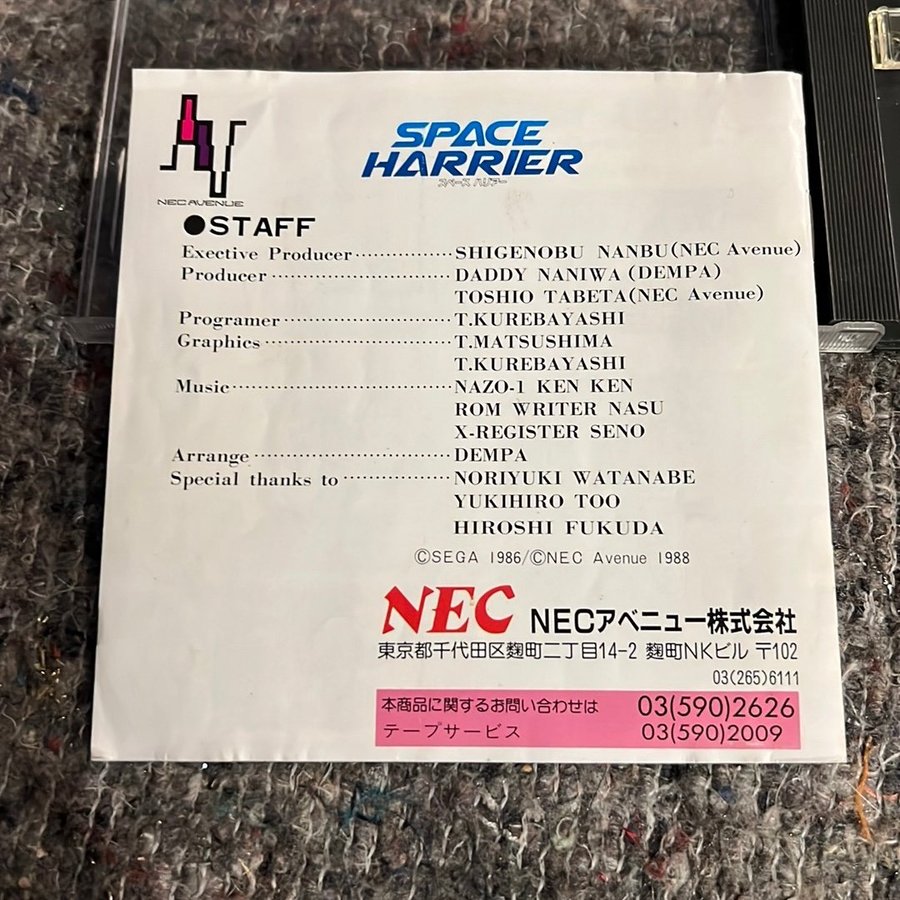 NEC AVENUE
SPACE
HARRIER
スペース ハリアー
●STAFF
Exective Producer··············SHIGENOBU NANBU(NEC Avenue)
Producer··························DADDY NANIWA (DEMPA)
TOSHIO TABETA(NEC Avenue)
Programer························T.KUREBAYASHI
Graphics···························T.MATSUSHIMA
T.KUREBAYASHI
Music································NAZO-1 KEN KEN
ROM WRITER NASU
X-REGISTER SENO
Arrange····························DEMPA
Special thanks to················NORIYUKI WATANABE
YUKIHIRO TOO
HIROSHI FUKUDA
©SEGA 1986/©NEC Avenue 1988
NEC NECアベニュー株式会社
東京都千代田区麴町二丁目14-2 麴町NKビル 〒102
03(265)6111
本商品に関するお問い合わせは 03(590)2626
テープサービス 03(590)2009